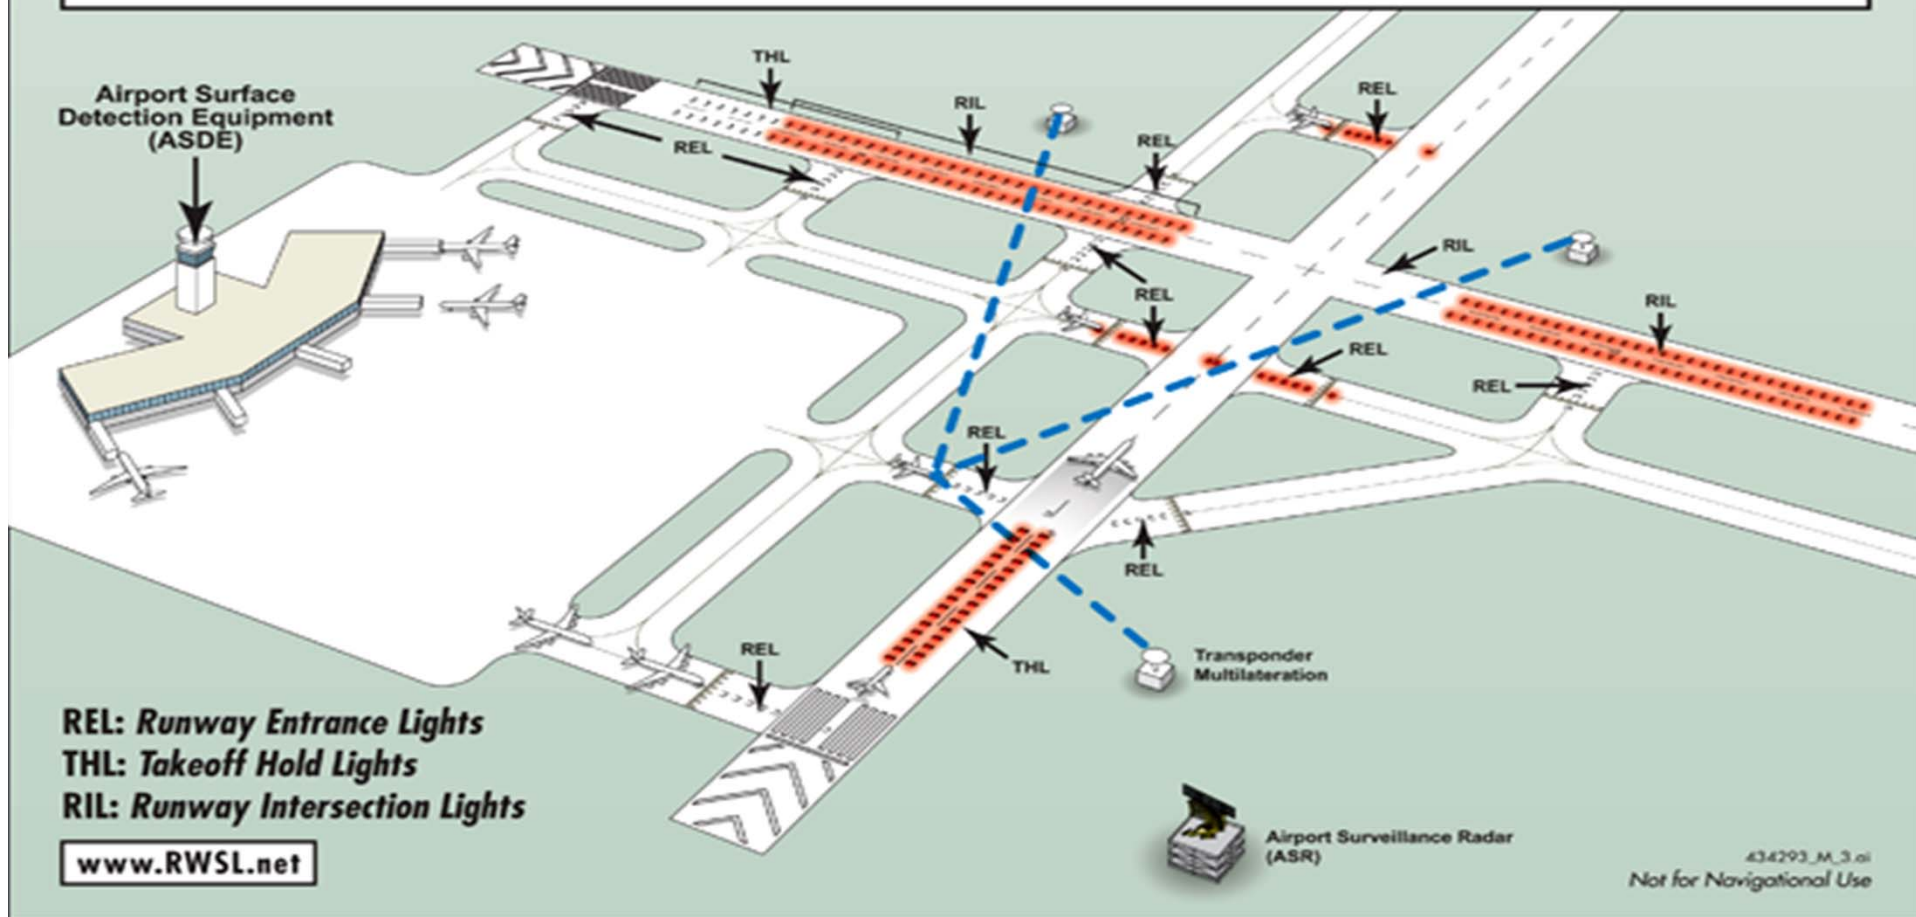 THL
Airport Surface
Detection Equipment
(ASDE)
RIL
REL
REL
REL
RIL
REL
RIL
REL
REL
REL
REL
THL
REL
Transponder
Multilateration
REL: Runway Entrance Lights
THL: Takeoff Hold Lights
RIL: Runway Intersection Lights
www.RWSL.net
Airport Surveillance Radar
(ASR)
434293_M_3.ai
Not for Navigational Use